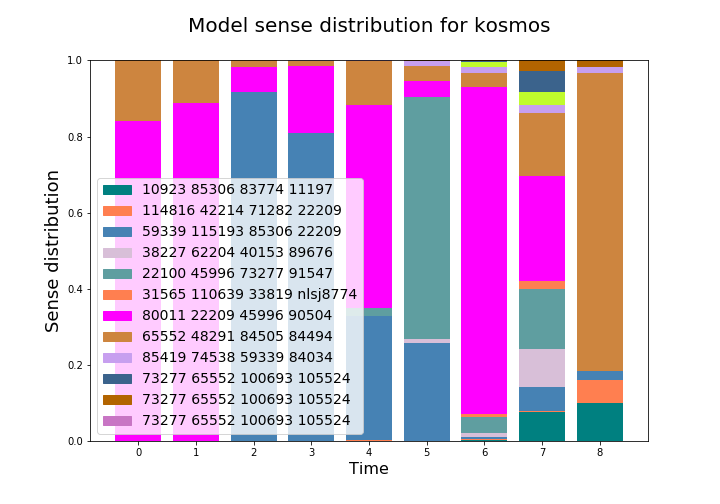 Model sense distribution for kosmos
1.0
0.8
0.6
0.4
0.2
0.0
Sense distribution
10923 85306 83774 11197
114816 42214 71282 22209
59339 115193 85306 22209
38227 62204 40153 89676
22100 45996 73277 91547
31565 110639 33819 nlsj8774
80011 22209 45996 90504
65552 48291 84505 84494
85419 74538 59339 84034
73277 65552 100693 105524
73277 65552 100693 105524
73277 65552 100693 105524
0 1 2 3 4 5 6 7 8
Time